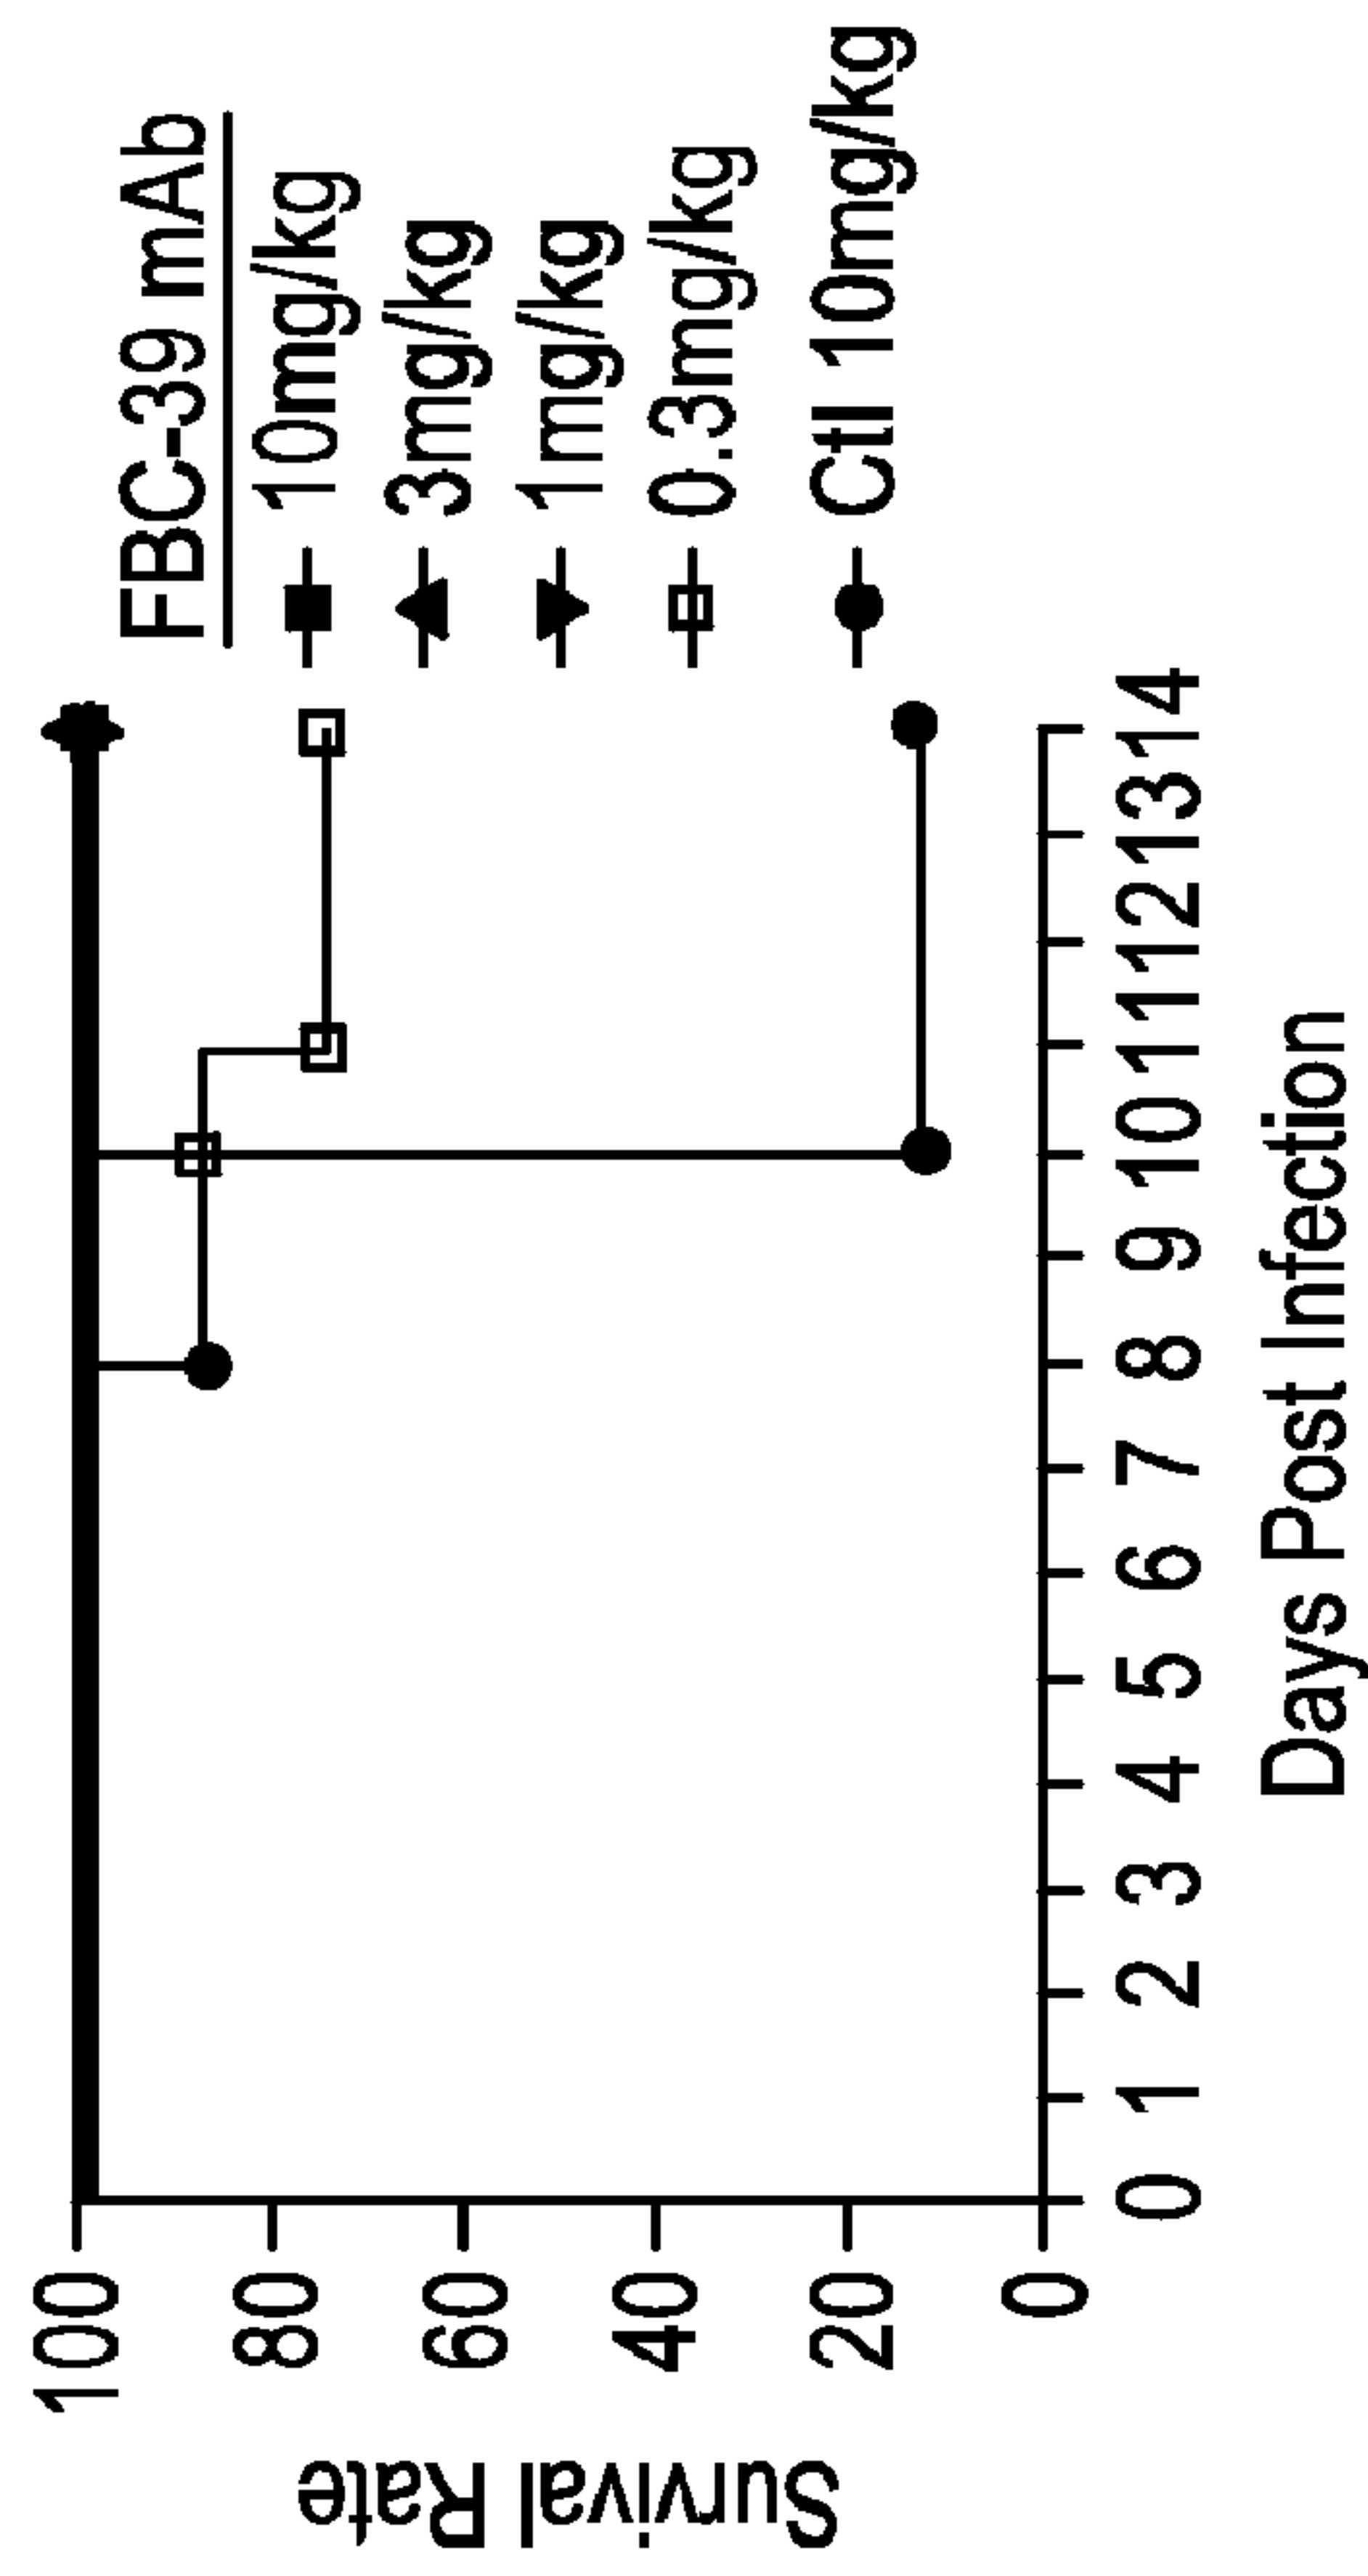 FBC-39 mAb
10mg/kg
3mg/kg
1mg/kg
0.3mg/kg
Ctl 10mg/kg
Survival Rate
100
80
60
40
20
0
0 1 2 3 4 5 6 7 8 9 10 11 12 13 14
Days Post Infection